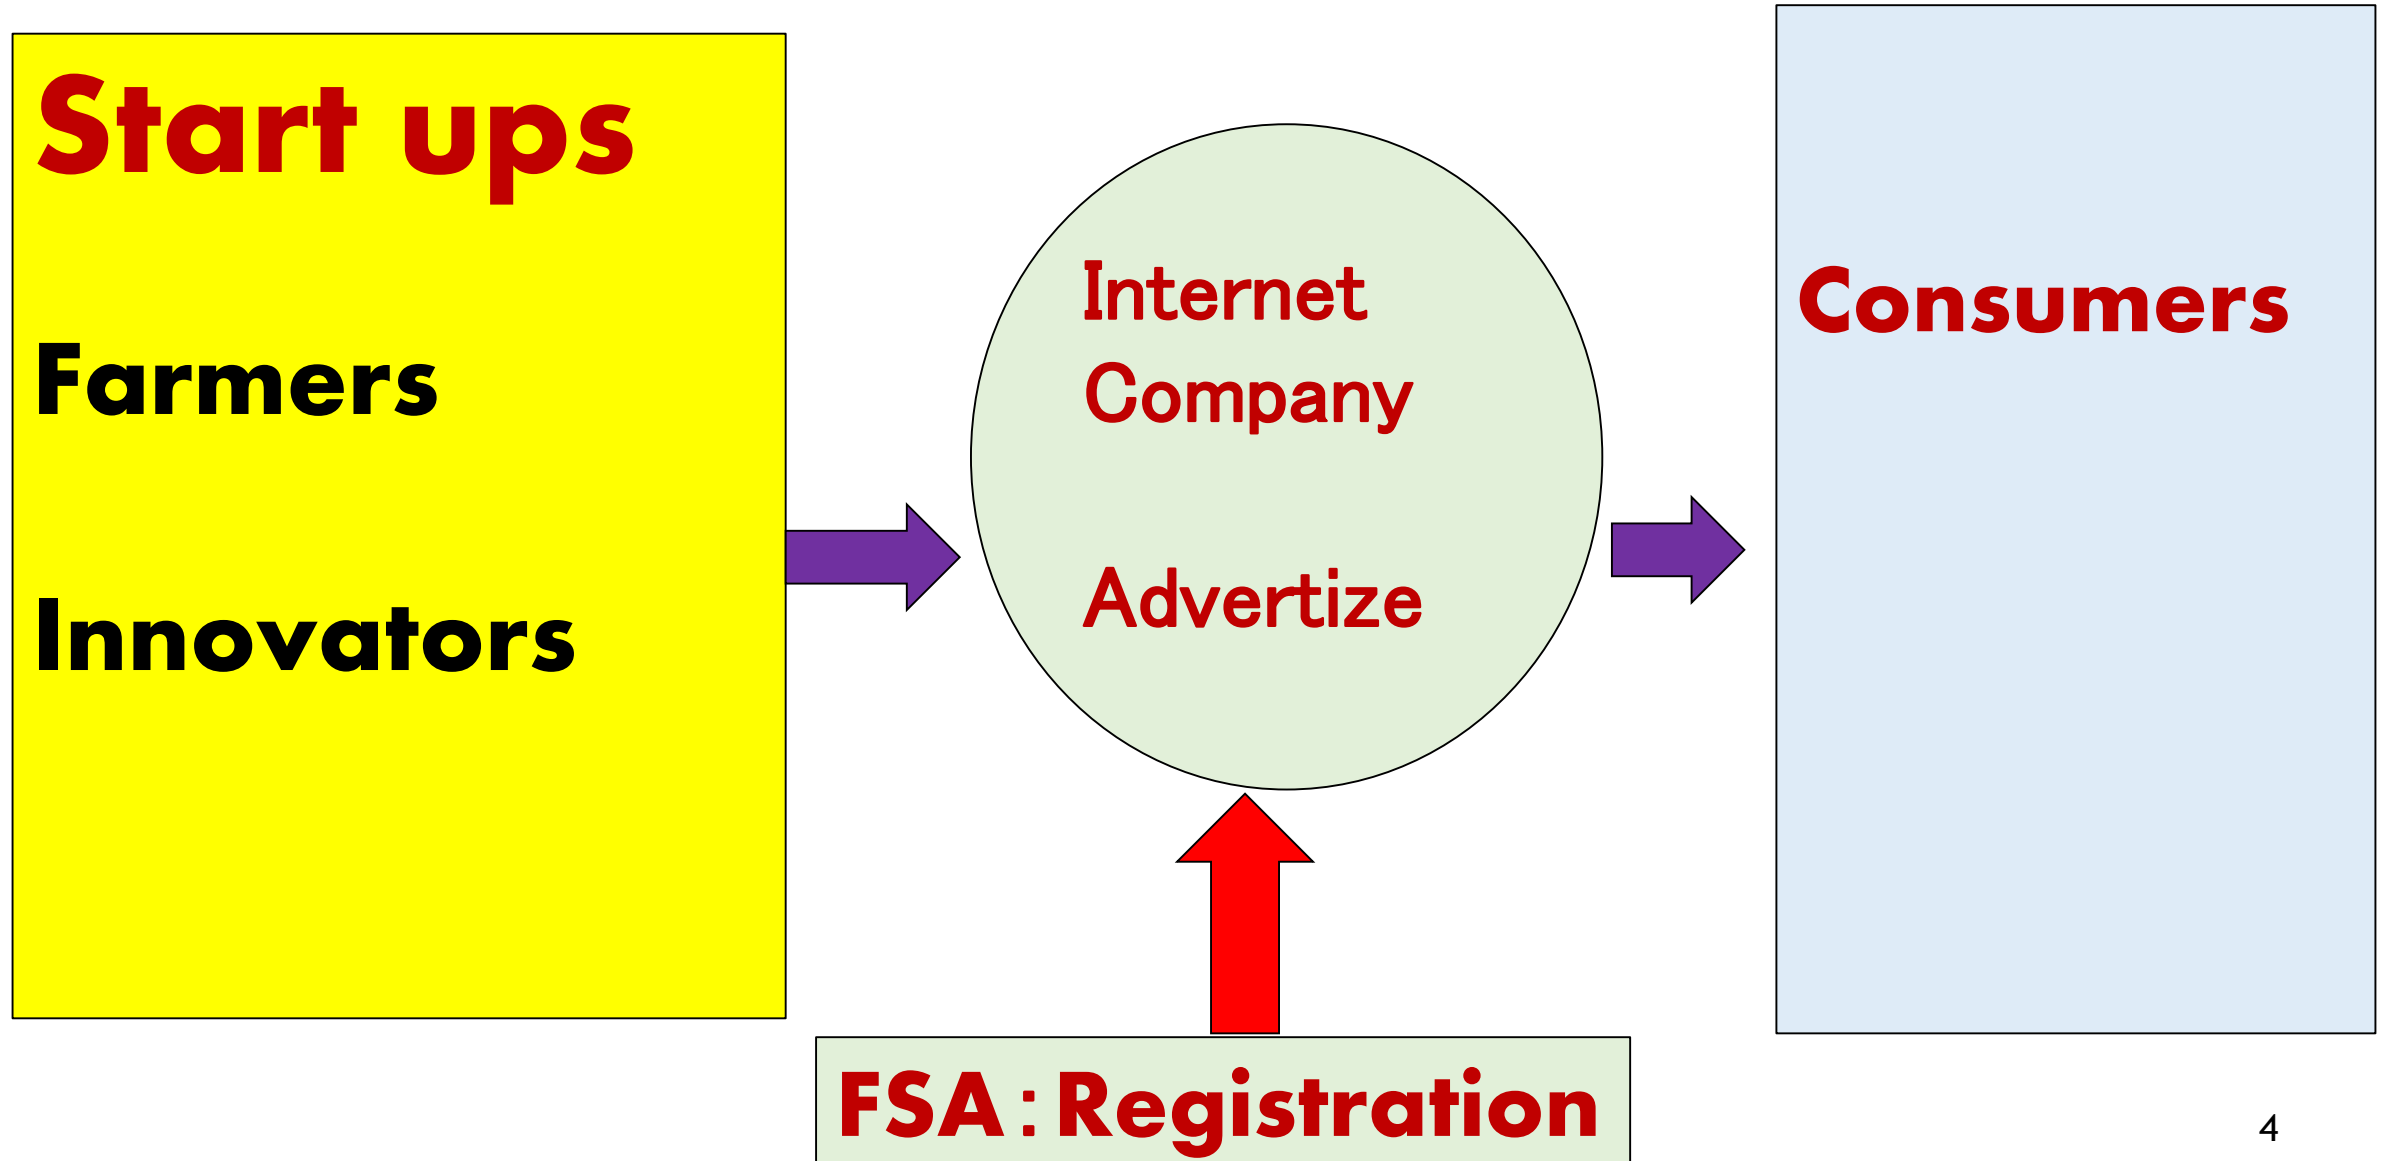 Start ups
Farmers
Innovators
Internet
Company
Advertize
Consumers
FSA:Registration
4